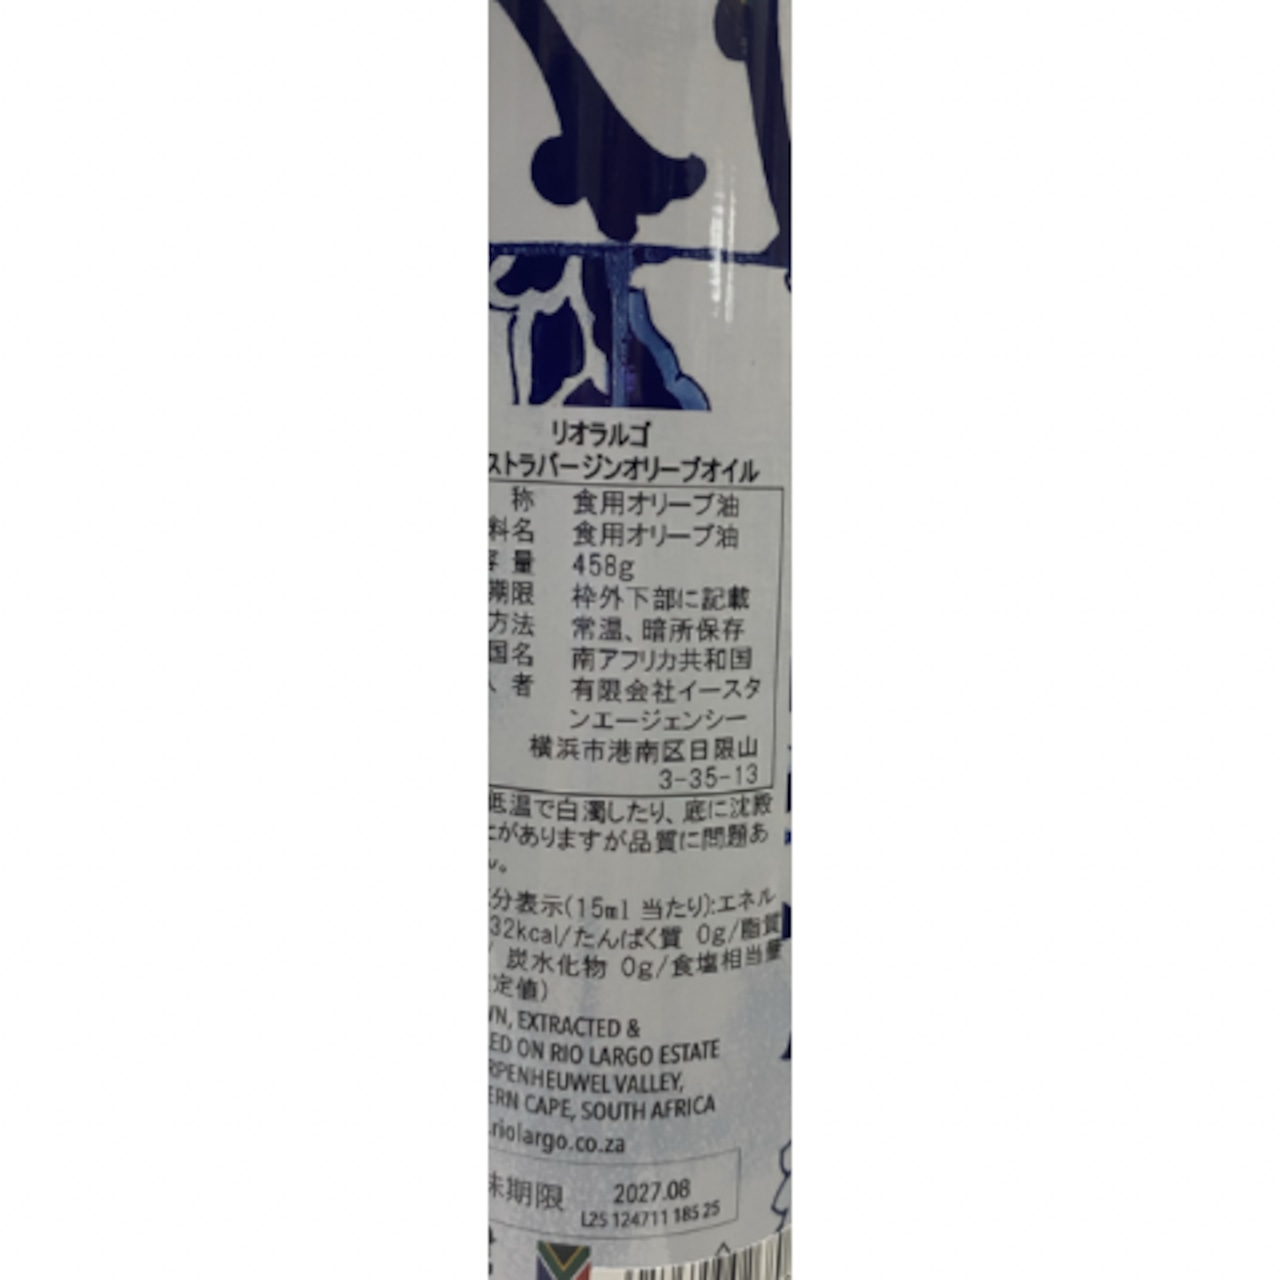 リオラルゴ
ストラバージンオリーブオイル
称 食用オリーブ油
料名 食用オリーブ油
容量 458g
期限 枠外下部に記載
方法 常温、暗所保存
国名 南アフリカ共和国
者 有限会社イースタ
ンエージェンシー
横浜市港南区日限山
3-35-13
低温で白濁したり、底に沈殿
がありますが品質に問題あ
ん。
分表示(15ml 当たり):エネル
32kcal/たんぱく質 0g/脂質
/ 炭水化物 0g/食塩相当量
定値)
WN, EXTRACTED &
LED ON RIO LARGO ESTATE
RPENHEUWEL VALLEY,
ERN CAPE, SOUTH AFRICA
.riolargo.co.za
味期限 2027.08
L25 124711 185 25